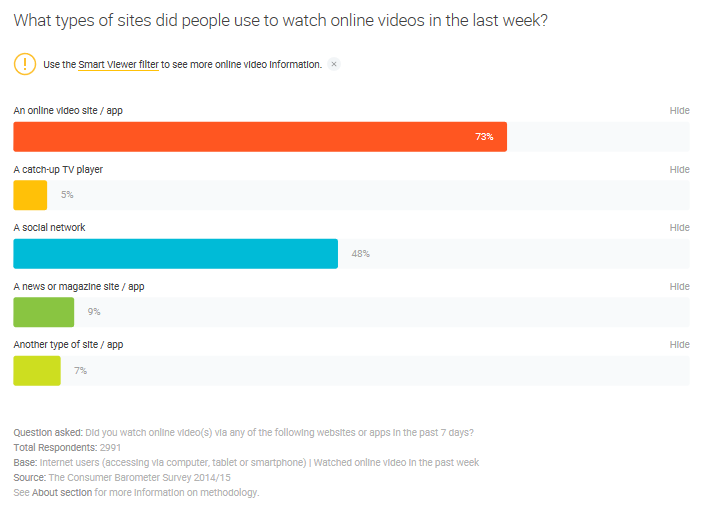 What types of sites did people use to watch online videos in the last week?
Use the Smart Viewer filter to see more online video information. ×
An online video site / app Hide
73%
A catch-up TV player Hide
5%
A social network Hide
48%
A news or magazine site / app Hide
9%
Another type of site / app Hide
7%
Question asked: Did you watch online video(s) via any of the following websites or apps in the past 7 days?
Total Respondents: 2991
Base: Internet users (accessing via computer, tablet or smartphone) | Watched online video in the past week
Source: The Consumer Barometer Survey 2014/15
See About section for more information on methodology.